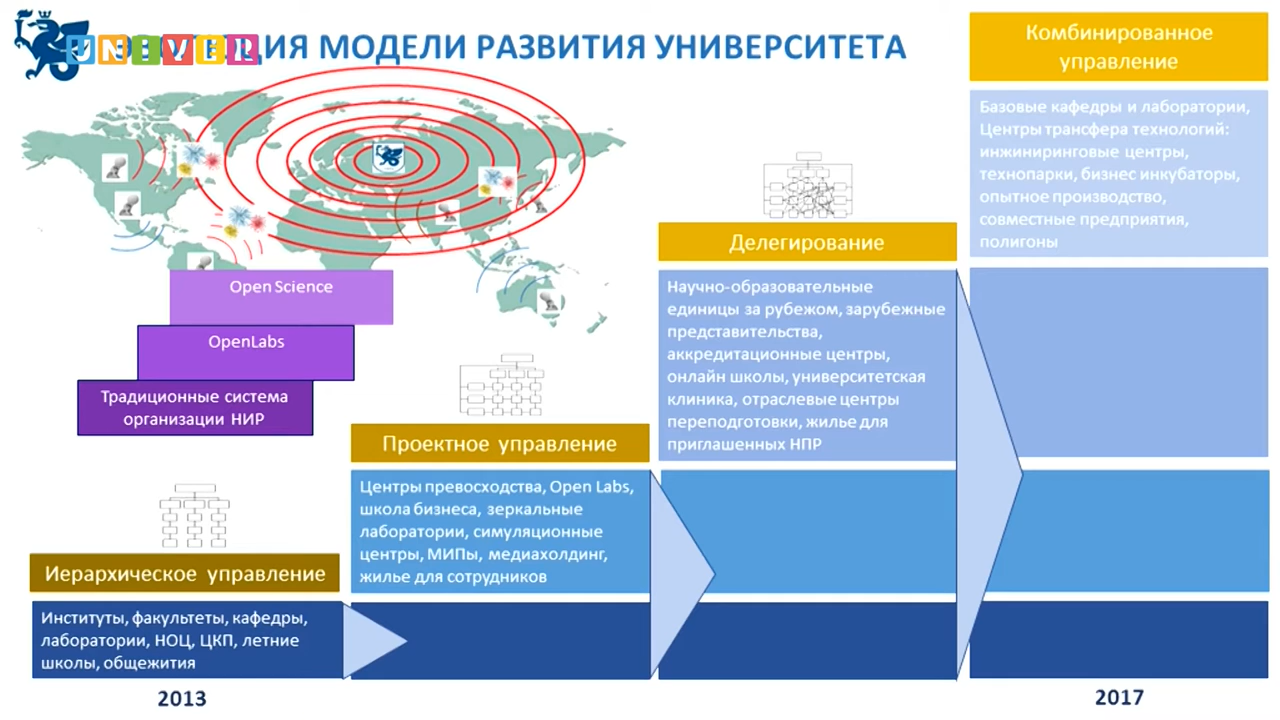 UNIVER
МОДЕЛИ РАЗВИТИЯ УНИВЕРСИТЕТА
Комбинированное
управление
Базовые кафедры и лаборатории,
Центры трансфера технологий:
инжиниринговые центры,
технопарки, бизнес инкубаторы,
опытное производство,
совместные предприятия,
полигоны
Делегирование
Научно-образовательные
единицы за рубежом, зарубежные
представительства,
аккредитационные центры,
онлайн школы, университетская
клиника, отраслевые центры
переподготовки, жилье для
приглашенных НПР
Open Science
OpenLabs
Традиционные система
организации НИР
Проектное управление
Центры превосходства, Open Labs,
школа бизнеса, зеркальные
лаборатории, симуляционные
центры, МИПы, медиахолдинг,
жилье для сотрудников
Иерархическое управление
Институты, факультеты, кафедры,
лаборатории, НОЦ, ЦКП, летние
школы, общежития
2013
2017